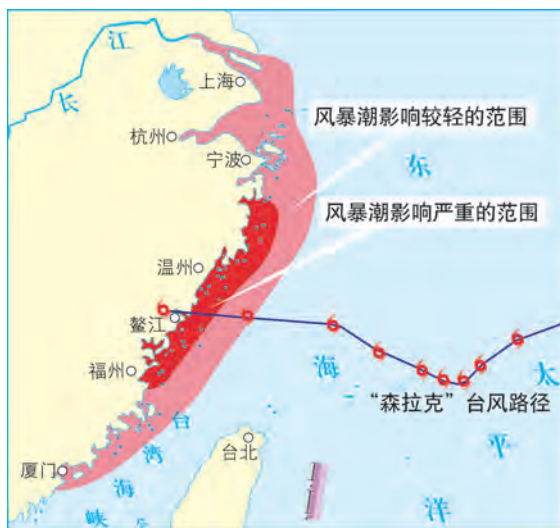 长江
上海
杭州
宁波
风暴潮影响较轻的范围
风暴潮影响严重的范围
温州
鳌江
福州
厦门
台北
台湾海峡
东海
太平洋
“森拉克”台风路径